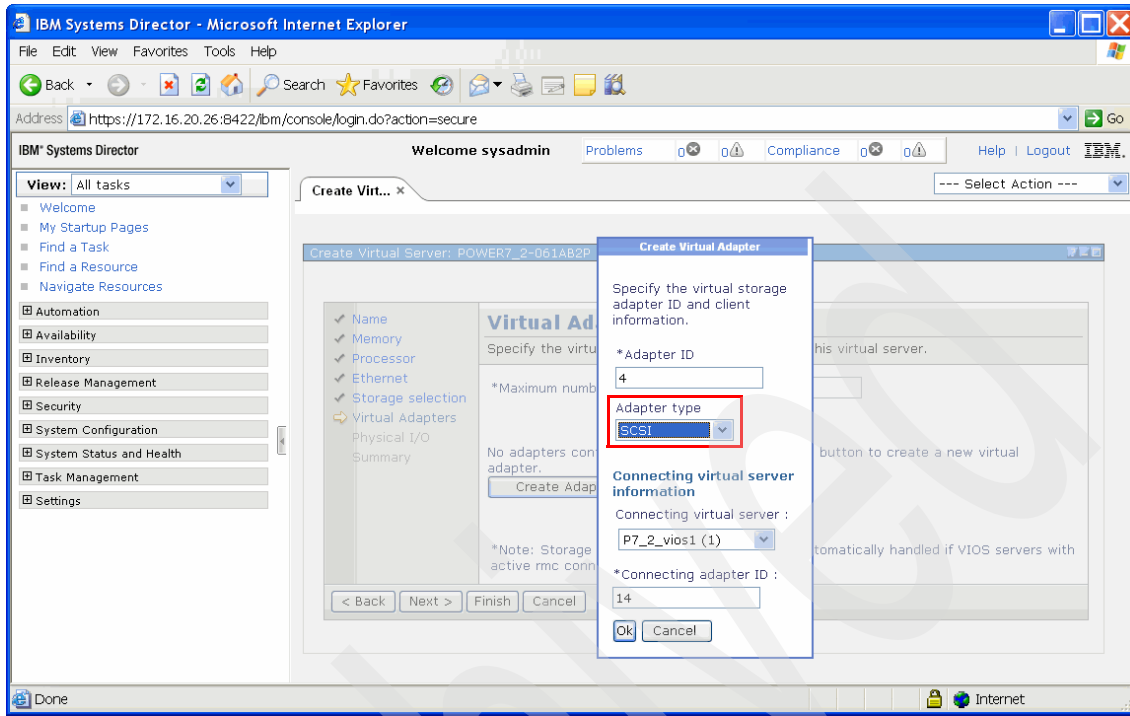 IBM Systems Director - Microsoft Internet Explorer
File Edit View Favorites Tools Help
Back Search Favorites
Address https://172.16.20.26:8422/ibm/console/login.do?action=secure Go
IBM® Systems Director Welcome sysadmin Problems 0 0 Compliance 0 0 Help | Logout IBM.
View: All tasks
Create Virt... ×
--- Select Action ---
Welcome
My Startup Pages
Find a Task
Find a Resource
Navigate Resources
Automation
Availability
Inventory
Release Management
Security
System Configuration
System Status and Health
Task Management
Settings
Create Virtual Server: POWER7_2-061AB2P
Name
Memory
Processor
Ethernet
Storage selection
Virtual Adapters
Physical I/O
Summary
Virtual Ad
Specify the virtu his virtual server.
*Maximum numb
No adapters con button to create a new virtual
adapter.
Create Adap
*Note: Storage tomatically handled if VIOS servers with
active rmc conn
< Back Next > Finish Cancel
Create Virtual Adapter
Specify the virtual storage
adapter ID and client
information.
*Adapter ID
4
Adapter type
SCSI
Connecting virtual server
information
Connecting virtual server :
P7_2_vios1 (1)
*Connecting adapter ID :
14
Ok Cancel
Done Internet